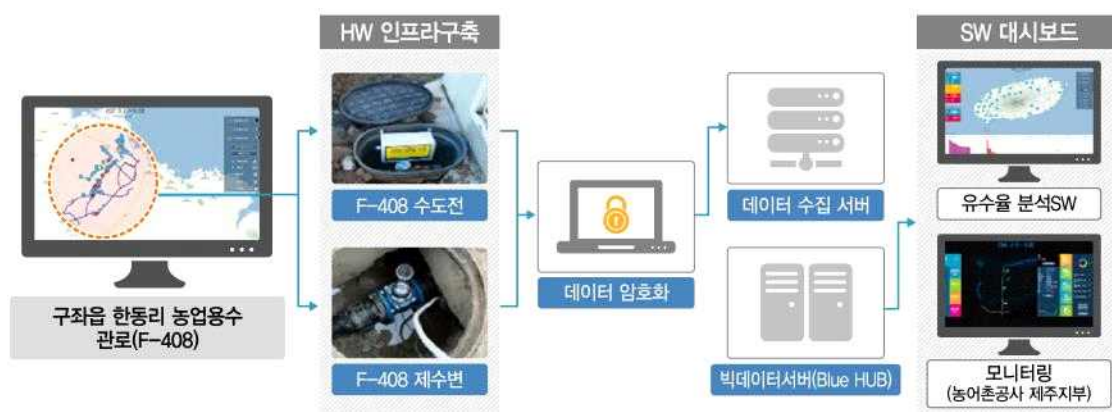 HW 인프라구축
SW 대시보드
F-408 수도전
데이터 수집 서버
유수율 분석SW
데이터 암호화
구좌읍 한동리 농업용수
관로(F-408)
F-408 제수변
빅데이터서버(Blue HUB)
모니터링
(농어촌공사 제주지부)